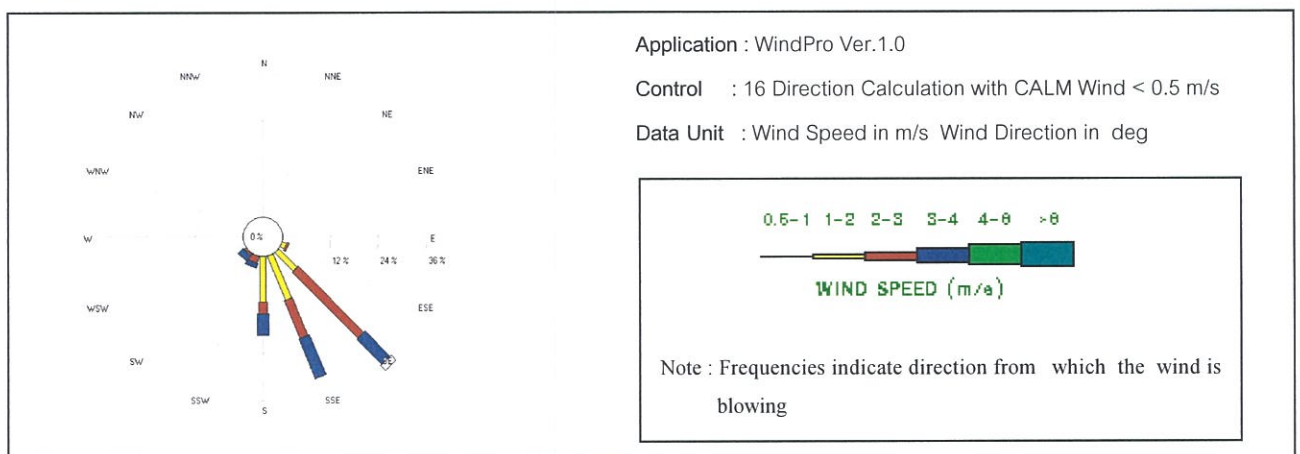 N
NNW
NNE
NW
NE
WNW
ENE
W
0%
E
12%
24%
36%
WSW
ESE
SW
SE
SSW
SSE
S
Application : WindPro Ver.1.0
Control : 16 Direction Calculation with CALM Wind < 0.5 m/s
Data Unit : Wind Speed in m/s Wind Direction in deg
0.5-1 1-2 2-3 3-4 4-8 >8
WIND SPEED (m/s)
Note : Frequencies indicate direction from which the wind is
blowing